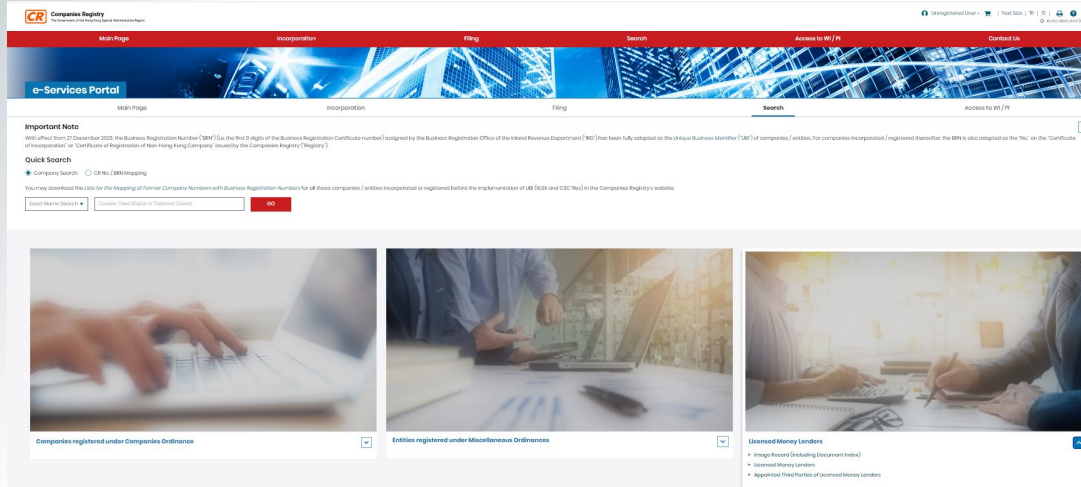 CR Companies Registry
The Government of the Hong Kong Special Administrative Region
Unregistered User
Text Size
Main Page
Incorporation
Filing
Search
Access to WI / PI
Contact Us
e-Services Portal
Main Page
Incorporation
Filing
Search
Access to WI / PI
Important Note
With effect from 27 December 2023, the Business Registration Number ("BRN") (i.e. the first 8 digits of the Business Registration Certificate number) assigned by the Business Registration Office of the Inland Revenue Department ("IRD") has been fully adopted as the Unique Business Identifier ("UBI") of companies / entities. For companies incorporated / registered thereafter, the BRN is also adopted as the "No." on the "Certificate
of Incorporation" or "Certificate of Registration of Non-Hong Kong Company" issued by the Companies Registry ("Registry").
Quick Search
Company Search
CR No. / BRN Mapping
You may download the Lists for the Mapping of Former Company Numbers with Business Registration Numbers for all those companies / entities incorporated or registered before the implementation of UBI (XLSX and CSC files) in the Companies Registry's website.
Exact Name Search
Company Name (English or Traditional Chinese)
GO
Companies registered under Companies Ordinance
Entities registered under Miscellaneous Ordinances
Licensed Money Lenders
• Image Record (including Document Index)
• Licensed Money Lenders
• Appointed Third Parties of Licensed Money Lenders